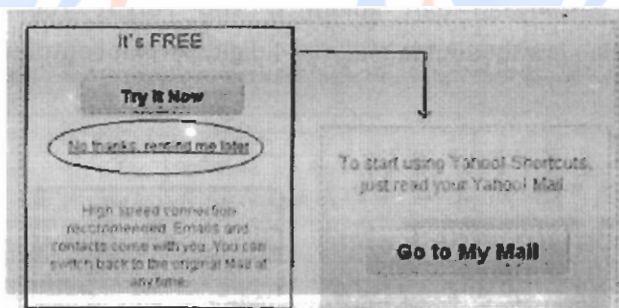 It's FREE
Try It Now
No thanks, remind me later
High speed connection
recommended. Emails and
contacts come with you. You can
switch back to the original Mail at
any time.
To start using Yahoo! Shortcuts,
just read your Yahoo! Mail.
Go to My Mail